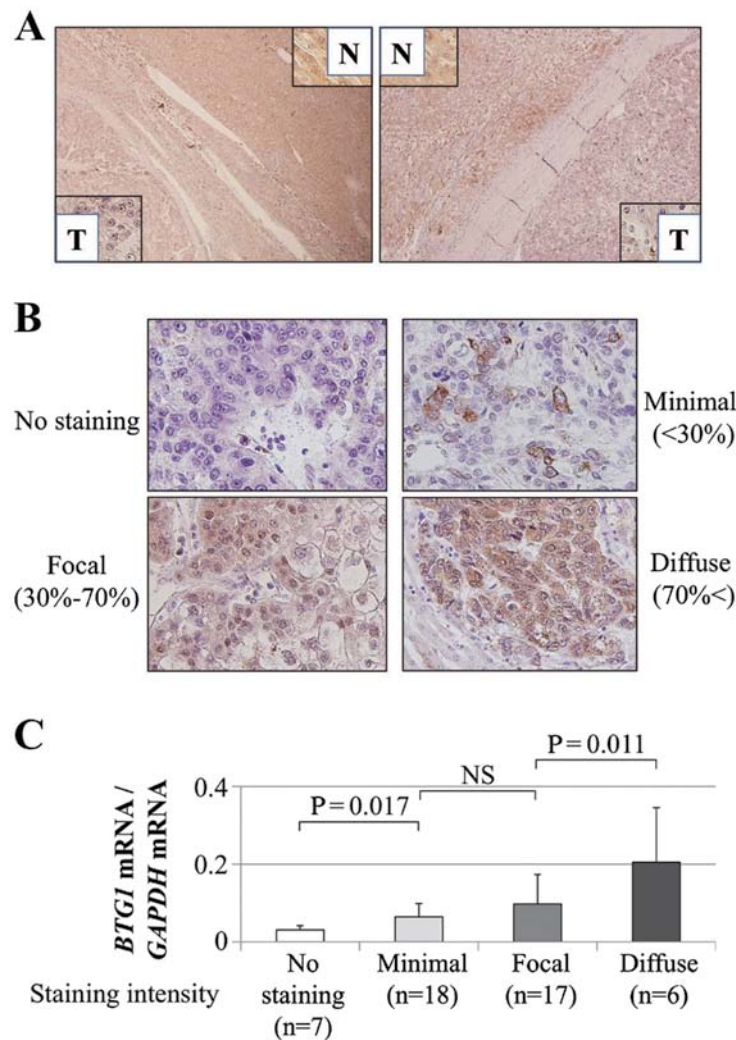 A
N
N
T
T
B
No staining
Minimal
(<30%)
Focal
(30%-70%)
Diffuse
(70%<)
C
P = 0.011
NS
P = 0.017
BTG1 mRNA /
GAPDH mRNA
0.4
0.2
0
Staining intensity
No
staining
(n=7)
Minimal
(n=18)
Focal
(n=17)
Diffuse
(n=6)